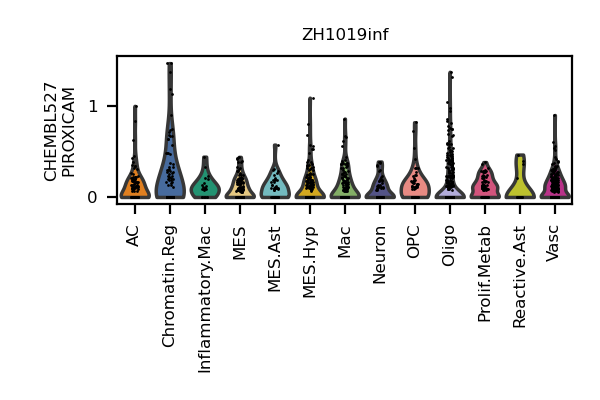 ZH1019inf
CHEMBL527
PIROXICAM
1
0
AC
Chromatin.Reg
Inflammatory.Mac
MES
MES.Ast
MES.Hyp
Mac
Neuron
OPC
Oligo
Prolif.Metab
Reactive.Ast
Vasc